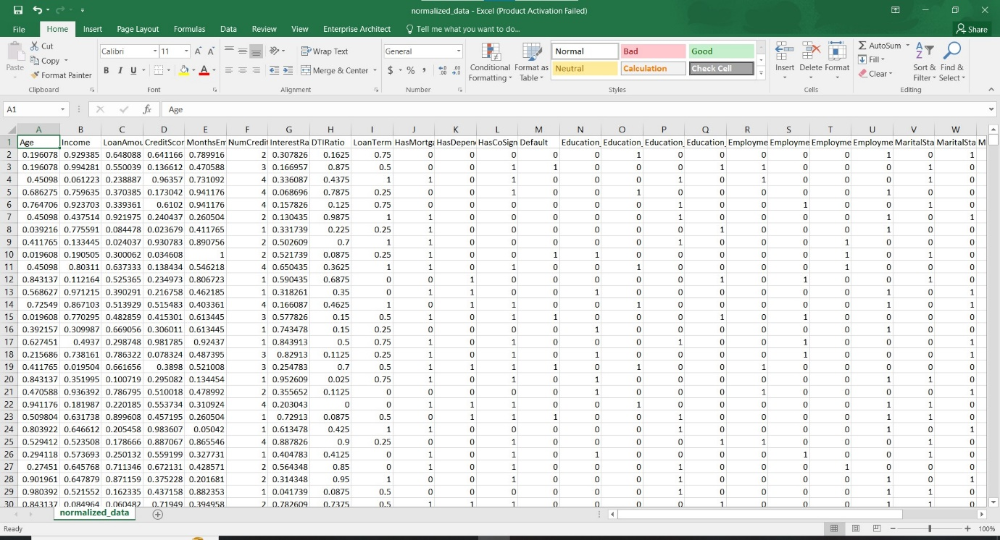 normalized_data - Excel (Product Activation Failed)
File Home Insert Page Layout Formulas Data Review View Enterprise Architect Tell me what you want to do... Share
Cut
Copy
Format Painter
Paste
Clipboard
Calibri 11
B I U
Font
Wrap Text
Merge & Center
Alignment
General
$ % ,
Number
Conditional Formatting
Format as Table
Normal Bad Good
Neutral Calculation Check Cell
Styles
Insert Delete Format
Cells
AutoSum
Fill
Clear
Sort & Filter
Find & Select
Editing
A1 fx Age
A B C D E F G H I J K L M N O P Q R S T U V W
1 Age Income LoanAmou CreditScor MonthsEm NumCredit InterestRa DTIRatio LoanTerm HasMortga HasDepen HasCoSign Default Education_ Education_ Education_ Education_ Employme Employme Employme Employme MaritalSta MaritalSta M
2 0.196078 0.929385 0.648088 0.641166 0.789916 2 0.307826 0.1625 0.75 0 0 0 0 0 1 0 0 0 0 0 1 0 1
3 0.196078 0.994281 0.550039 0.136612 0.470588 3 0.166957 0.875 0.5 0 0 1 1 0 0 0 1 1 0 0 0 1 0
4 0.45098 0.061223 0.238887 0.96357 0.731092 4 0.336087 0.4375 1 1 0 1 0 0 0 1 0 1 0 0 0 1 0
5 0.686275 0.759635 0.370385 0.173042 0.941176 4 0.068696 0.7875 0.25 0 0 1 0 0 1 0 0 0 0 0 1 0 0
6 0.764706 0.923703 0.339361 0.6102 0.941176 4 0.157826 0.125 0.75 0 0 0 0 0 0 1 0 0 1 0 0 1 0
7 0.45098 0.437514 0.921975 0.240437 0.260504 2 0.130435 0.9875 1 1 0 0 0 0 0 1 0 0 0 0 1 0 1
8 0.039216 0.775591 0.084478 0.023679 0.411765 1 0.331739 0.225 0.25 1 0 0 0 0 0 0 1 0 0 0 1 0 0
9 0.411765 0.133445 0.024037 0.930783 0.890756 2 0.502609 0.7 1 1 0 0 0 0 0 1 0 0 0 1 0 0 0
10 0.019608 0.190505 0.300062 0.034608 1 2 0.521739 0.0875 0.25 1 0 0 1 1 0 0 0 0 0 1 0 1 0
11 0.45098 0.80311 0.637333 0.138434 0.546218 4 0.650435 0.3625 1 1 0 1 0 0 1 0 0 0 0 1 0 0 0
12 0.843137 0.112164 0.525365 0.234973 0.806723 1 0.590435 0.6875 0 0 1 0 0 0 0 0 1 0 1 0 0 1 0
13 0.568627 0.971215 0.390291 0.216758 0.462185 1 0.318261 0.35 0 1 1 0 0 1 0 0 0 0 0 0 1 0 1
14 0.72549 0.867103 0.513929 0.515483 0.403361 4 0.166087 0.4625 1 0 1 1 0 0 1 0 0 0 0 0 1 0 1
15 0.019608 0.770295 0.482859 0.415301 0.613445 3 0.577826 0.15 0.5 1 0 1 1 0 0 0 1 0 1 0 0 0 0
16 0.392157 0.309987 0.669056 0.306011 0.613445 1 0.743478 0.15 0.25 0 0 0 0 1 0 0 0 0 0 0 1 0 0
17 0.627451 0.4937 0.298748 0.981785 0.92437 1 0.843913 0.5 0.75 1 0 1 0 0 0 1 0 0 1 0 0 1 0
18 0.215686 0.738161 0.786322 0.078324 0.487395 3 0.82913 0.1125 0.25 1 0 1 0 1 0 0 0 0 1 0 0 0 1
19 0.411765 0.019504 0.661656 0.3898 0.521008 3 0.254783 0.7 0.5 1 1 1 1 0 1 0 0 1 0 0 0 0 1
20 0.843137 0.351995 0.100719 0.295082 0.134454 1 0.952609 0.025 0.75 1 0 1 0 1 0 0 0 0 0 0 1 1 0
21 0.470588 0.936392 0.786795 0.510018 0.478992 2 0.355652 0.1125 0 0 0 0 0 1 0 0 0 1 0 0 0 0 1
22 0.941176 0.181987 0.220185 0.553734 0.310924 4 0.203043 0 0 1 1 1 0 0 1 0 0 0 0 0 1 1 0
23 0.509804 0.631738 0.899608 0.457195 0.260504 1 0.72913 0.0875 0.5 0 1 1 1 0 0 1 0 0 0 0 1 1 0
24 0.803922 0.646612 0.205458 0.983607 0.05042 1 0.613478 0.425 1 1 0 0 0 0 0 1 0 0 0 0 1 0 1
25 0.529412 0.523508 0.178666 0.887067 0.865546 4 0.887826 0.9 0.25 0 0 1 0 0 0 0 1 1 0 0 0 1 0
26 0.294118 0.573693 0.250132 0.559199 0.327731 1 0.404783 0.4125 0 1 0 1 0 1 0 0 0 0 1 0 0 1 0
27 0.27451 0.645768 0.711346 0.672131 0.428571 2 0.564348 0.85 0 1 0 1 0 0 0 1 0 0 0 1 0 0 0
28 0.901961 0.647879 0.871159 0.375228 0.201681 2 0.314348 0.95 1 0 0 1 0 0 0 1 0 0 0 0 1 0 1
29 0.980392 0.521552 0.162335 0.437158 0.882353 1 0.041739 0.0875 0.5 0 0 0 0 0 0 1 0 0 0 0 1 1 0
30 0.843137 0.084964 0.060482 0.71949 0.394958 2 0.782609 0.7375 0.5 1 1 1 0 0 0 0 1 0 0 0 1 1 0
normalized_data
Ready 100%